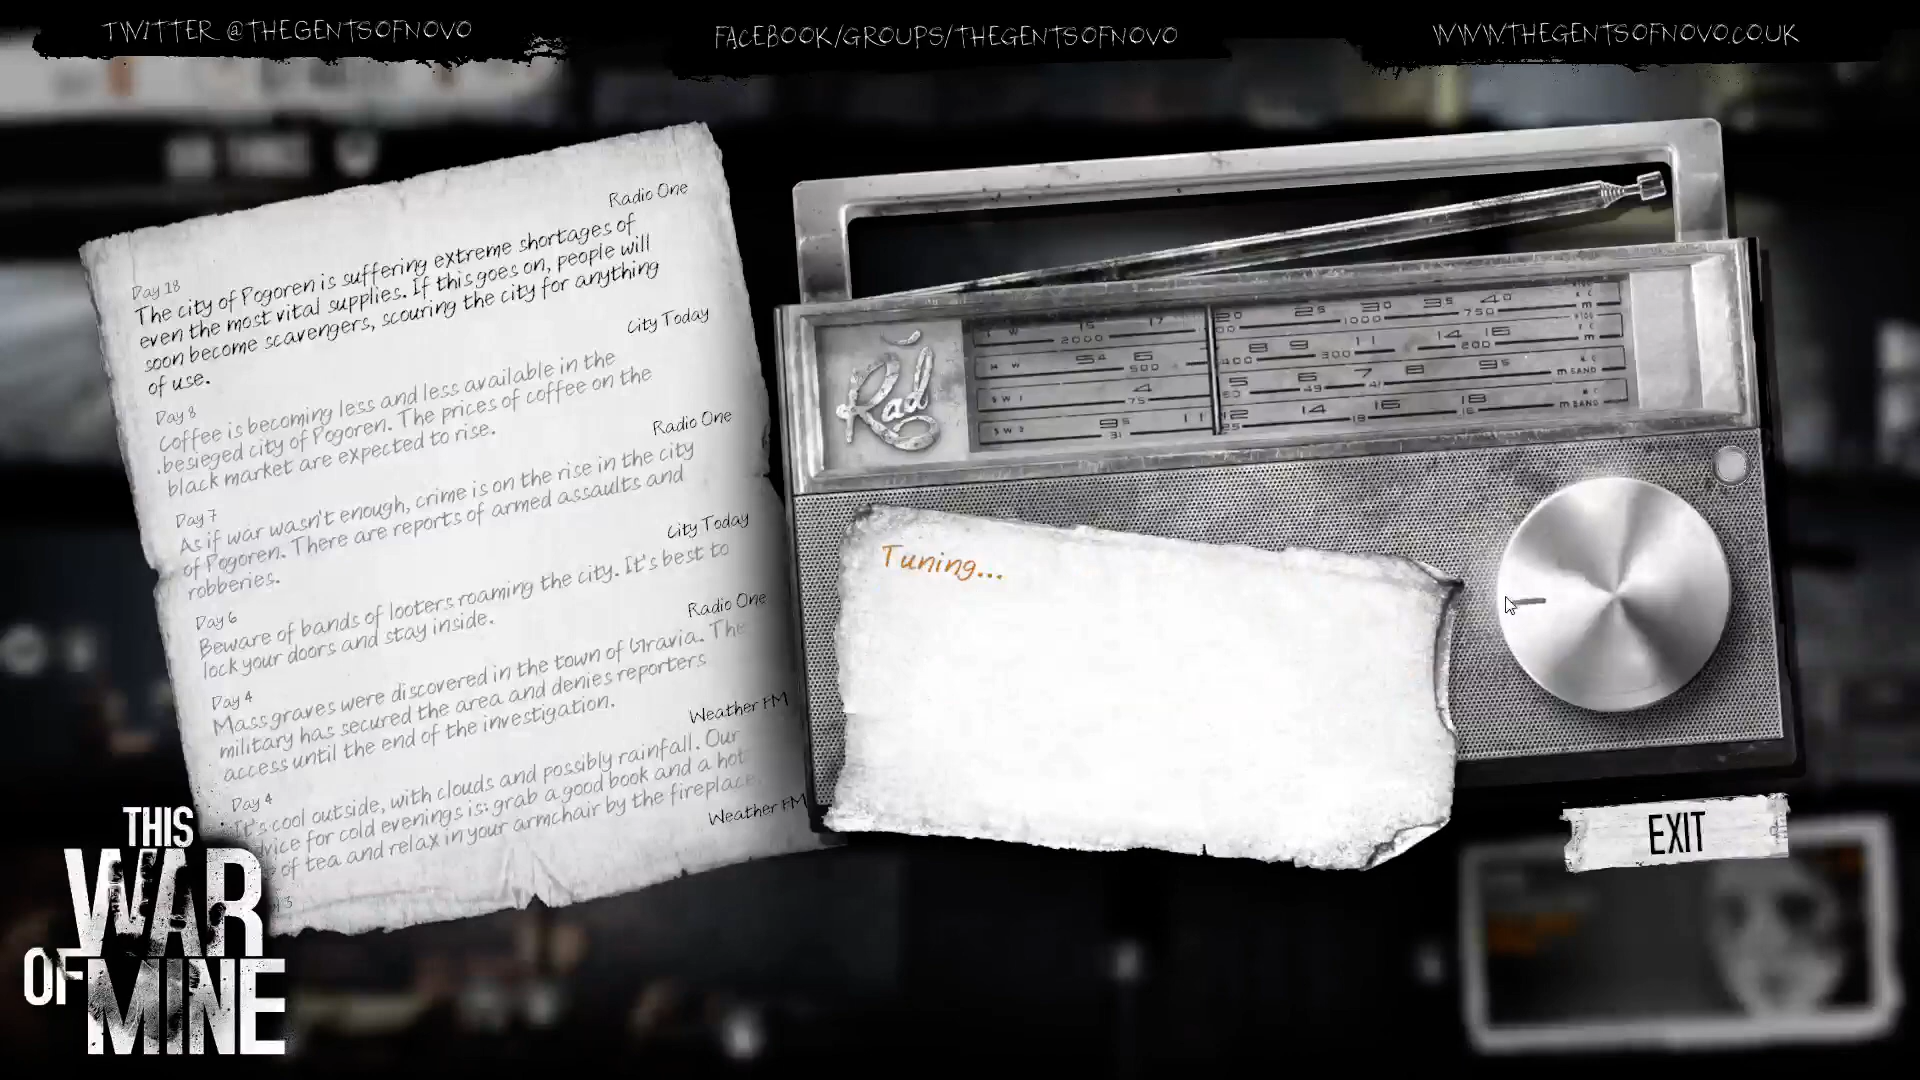 TWITTER @THEGENTSOFNOVO
FACEBOOK/GROUPS/THEGENTSOFNOVO
WWW.THEGENTSOFNOVO.CO.UK
Radio One
Day 18
The city of Pogoren is suffering extreme shortages of
even the most vital supplies. If this goes on, people will
soon become scavengers, scouring the city for anything
of use.
City Today
Day 8
Coffee is becoming less and less available in the
besieged city of Pogoren. The prices of coffee on the
black market are expected to rise.
Radio One
Day 7
As if war wasn't enough, crime is on the rise in the city
of Pogoren. There are reports of armed assaults and
robberies.
City Today
Day 6
Beware of bands of looters roaming the city. It's best to
lock your doors and stay inside.
Radio One
Day 4
Mass graves were discovered in the town of Gravia. The
military has secured the area and denies reporters
access until the end of the investigation.
Weather FM
Day 4
It's cool outside, with clouds and possibly rainfall. Our
for cold evenings is: grab a good book and a hot
of tea and relax in your armchair by the fireplace.
Weather FM
Rad
Tuning...
EXIT
THIS
WAR
OF MINE